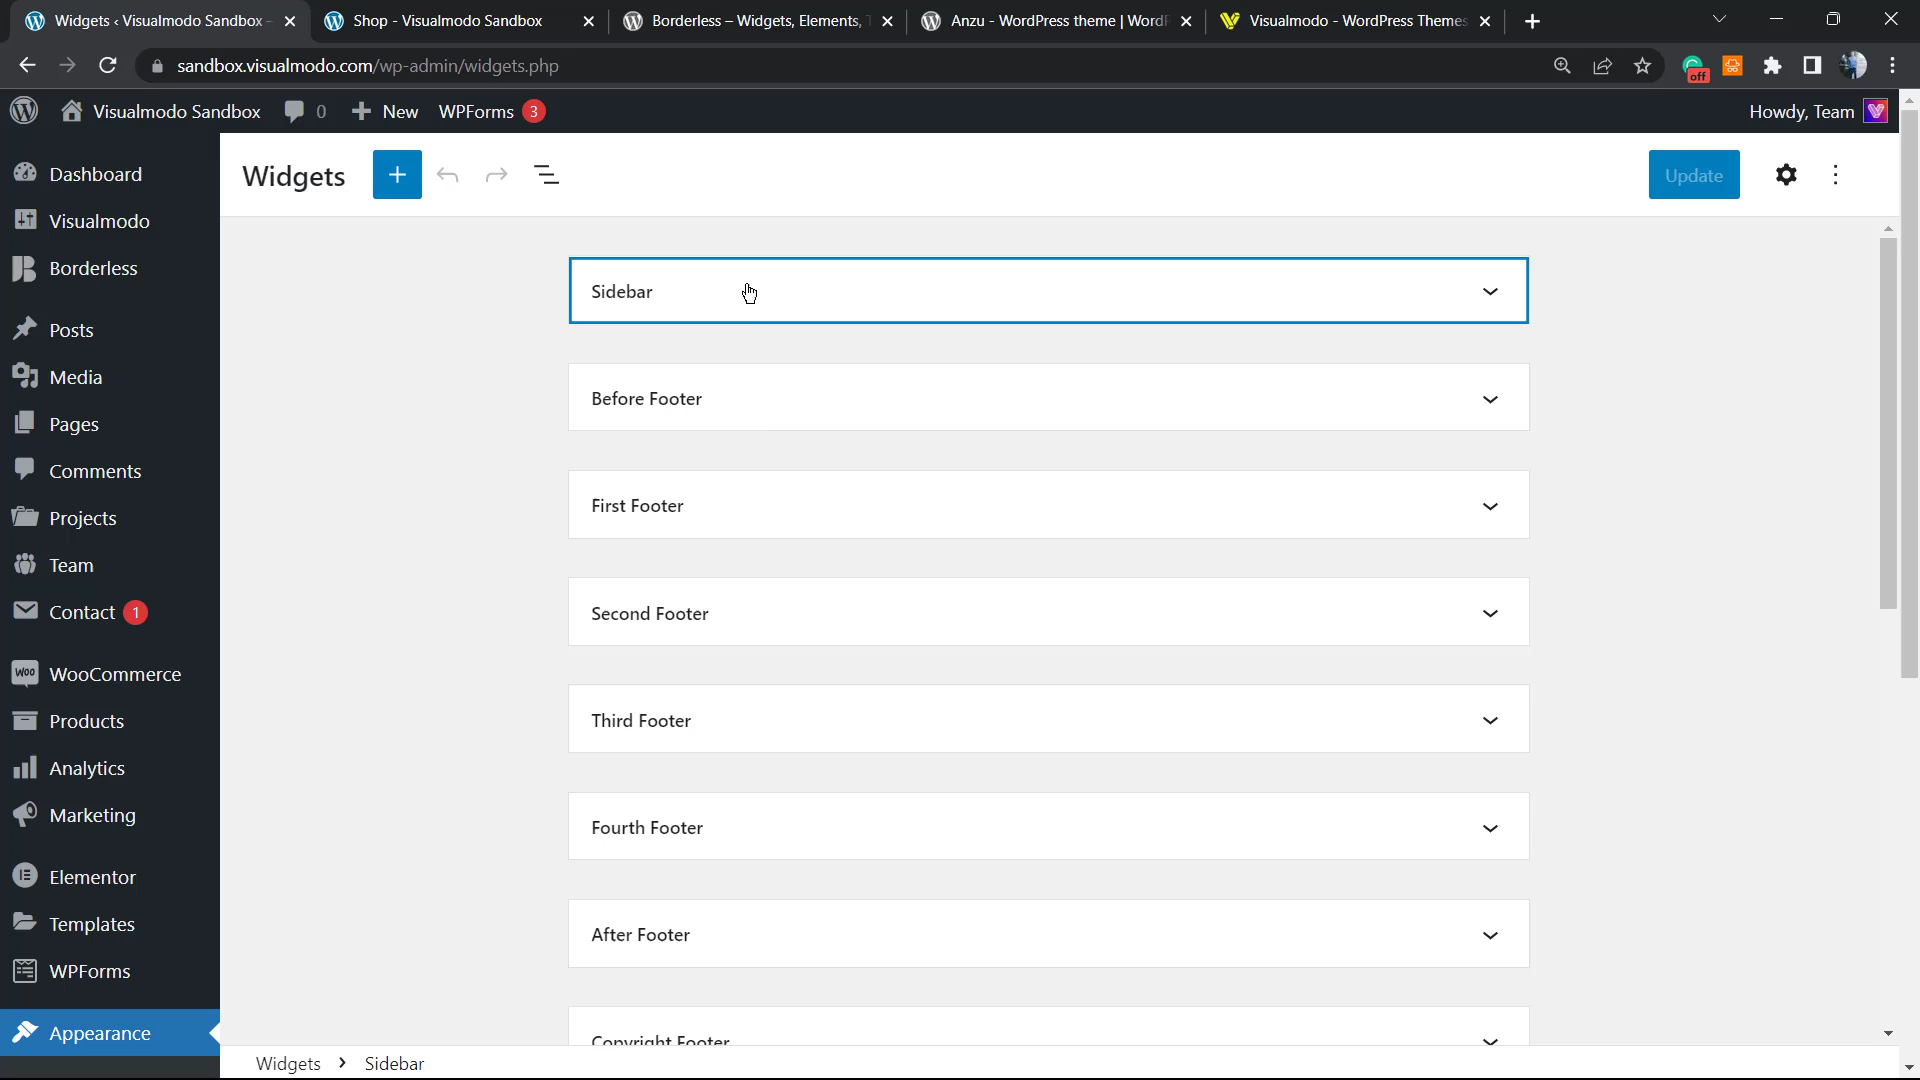 Widgets ‹ Visualmodo Sandbox -
Shop - Visualmodo Sandbox
Borderless – Widgets, Elements,
Anzu - WordPress theme | WordP
Visualmodo - WordPress Themes
sandbox.visualmodo.com/wp-admin/widgets.php
off
Visualmodo Sandbox
0
New
WPForms 3
Howdy, Team
Dashboard
Visualmodo
Borderless
Posts
Media
Pages
Comments
Projects
Team
Contact 1
WooCommerce
Products
Analytics
Marketing
Elementor
Templates
WPForms
Appearance
Widgets
Update
Sidebar
Before Footer
First Footer
Second Footer
Third Footer
Fourth Footer
After Footer
Copyright Footer
Widgets > Sidebar